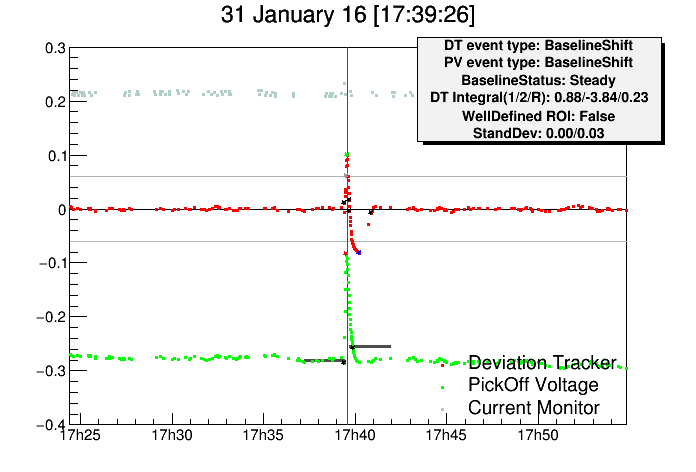 31 January 16 [17:39:26]
DT event type: BaselineShift
PV event type: BaselineShift
BaselineStatus: Steady
DT Integral(1/2/R): 0.88/-3.84/0.23
WellDefined ROI: False
StandDev: 0.00/0.03
0.3
0.2
0.1
0
−0.1
−0.2
−0.3
−0.4
Deviation Tracker
PickOff Voltage
Current Monitor
17h25 17h30 17h35 17h40 17h45 17h50